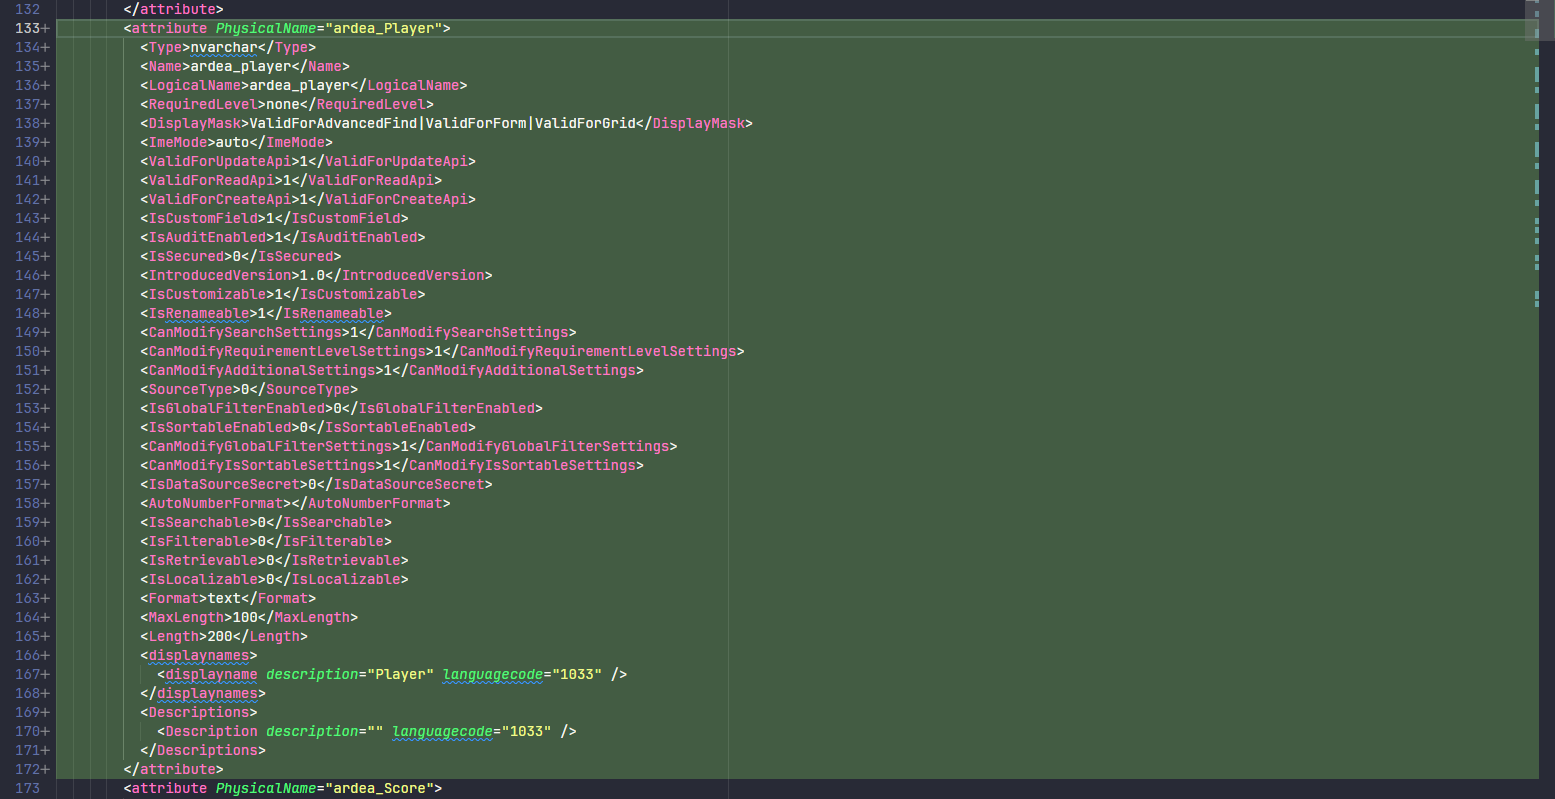 132 </attribute>
133+ <attribute PhysicalName="ardea_Player">
134+ <Type>nvarchar</Type>
135+ <Name>ardea_player</Name>
136+ <LogicalName>ardea_player</LogicalName>
137+ <RequiredLevel>none</RequiredLevel>
138+ <DisplayMask>ValidForAdvancedFind|ValidForForm|ValidForGrid</DisplayMask>
139+ <ImeMode>auto</ImeMode>
140+ <ValidForUpdateApi>1</ValidForUpdateApi>
141+ <ValidForReadApi>1</ValidForReadApi>
142+ <ValidForCreateApi>1</ValidForCreateApi>
143+ <IsCustomField>1</IsCustomField>
144+ <IsAuditEnabled>1</IsAuditEnabled>
145+ <IsSecured>0</IsSecured>
146+ <IntroducedVersion>1.0</IntroducedVersion>
147+ <IsCustomizable>1</IsCustomizable>
148+ <IsRenameable>1</IsRenameable>
149+ <CanModifySearchSettings>1</CanModifySearchSettings>
150+ <CanModifyRequirementLevelSettings>1</CanModifyRequirementLevelSettings>
151+ <CanModifyAdditionalSettings>1</CanModifyAdditionalSettings>
152+ <SourceType>0</SourceType>
153+ <IsGlobalFilterEnabled>0</IsGlobalFilterEnabled>
154+ <IsSortableEnabled>0</IsSortableEnabled>
155+ <CanModifyGlobalFilterSettings>1</CanModifyGlobalFilterSettings>
156+ <CanModifyIsSortableSettings>1</CanModifyIsSortableSettings>
157+ <IsDataSourceSecret>0</IsDataSourceSecret>
158+ <AutoNumberFormat></AutoNumberFormat>
159+ <IsSearchable>0</IsSearchable>
160+ <IsFilterable>0</IsFilterable>
161+ <IsRetrievable>0</IsRetrievable>
162+ <IsLocalizable>0</IsLocalizable>
163+ <Format>text</Format>
164+ <MaxLength>100</MaxLength>
165+ <Length>200</Length>
166+ <displaynames>
167+ <displayname description="Player" languagecode="1033" />
168+ </displaynames>
169+ <Descriptions>
170+ <Description description="" languagecode="1033" />
171+ </Descriptions>
172+ </attribute>
173 <attribute PhysicalName="ardea_Score">